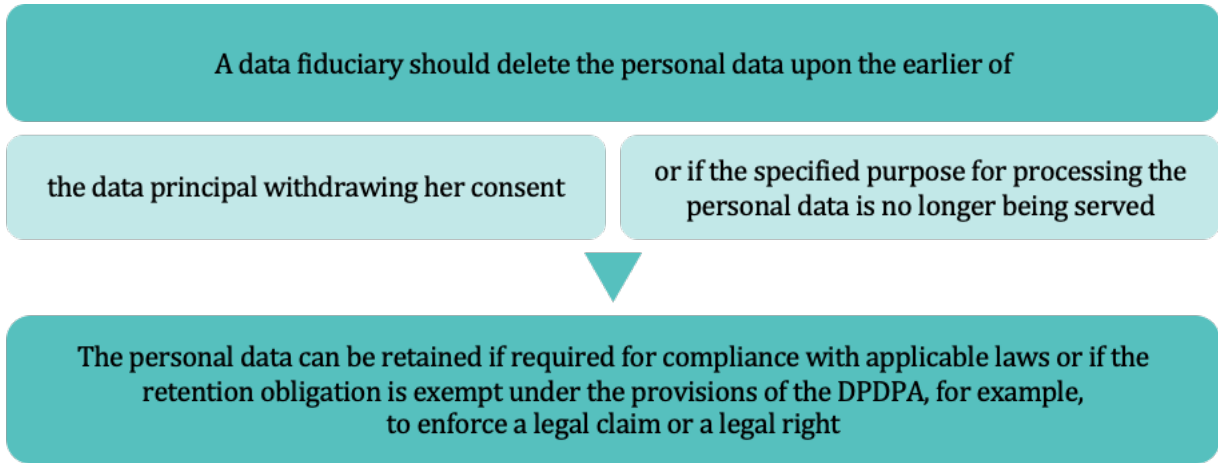 A data fiduciary should delete the personal data upon the earlier of
the data principal withdrawing her consent
or if the specified purpose for processing the
personal data is no longer being served
The personal data can be retained if required for compliance with applicable laws or if the
retention obligation is exempt under the provisions of the DPDPA, for example,
to enforce a legal claim or a legal right